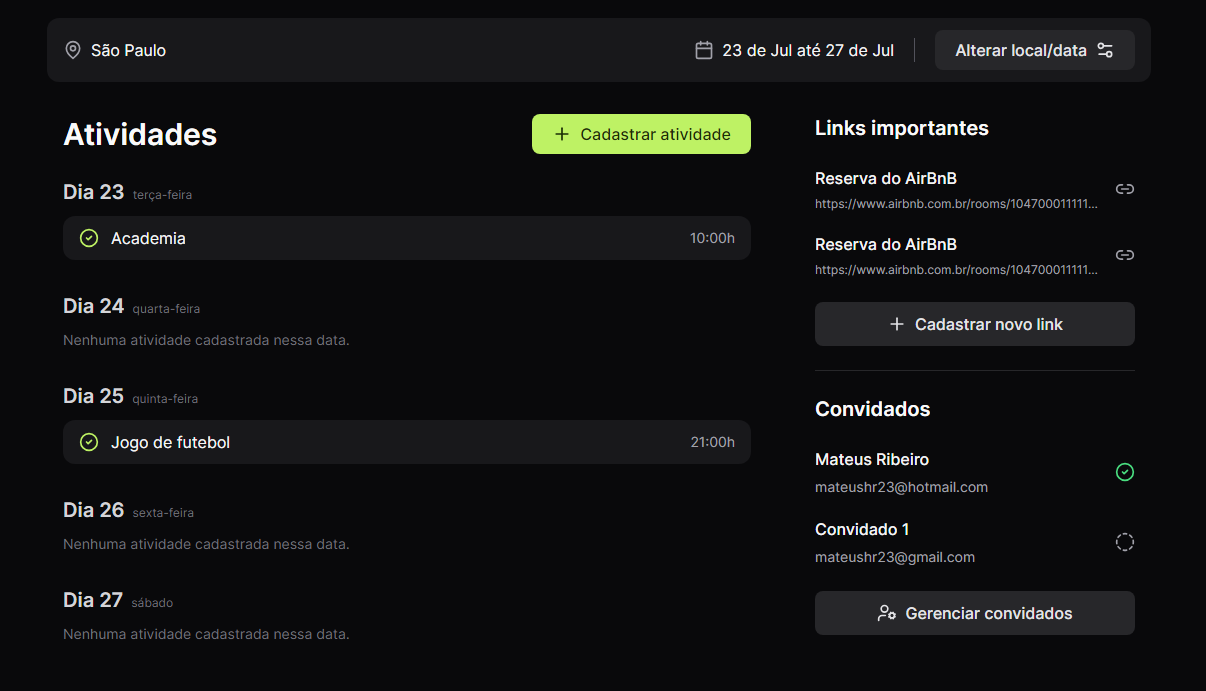 São Paulo
23 de Jul até 27 de Jul
Alterar local/data
Atividades
Cadastrar atividade
Dia 23 terça-feira
Academia 10:00h
Dia 24 quarta-feira
Nenhuma atividade cadastrada nessa data.
Dia 25 quinta-feira
Jogo de futebol 21:00h
Dia 26 sexta-feira
Nenhuma atividade cadastrada nessa data.
Dia 27 sábado
Nenhuma atividade cadastrada nessa data.
Links importantes
Reserva do AirBnB
https://www.airbnb.com.br/rooms/104700011111...
Reserva do AirBnB
https://www.airbnb.com.br/rooms/104700011111...
Cadastrar novo link
Convidados
Mateus Ribeiro
mateushr23@hotmail.com
Convidado 1
mateushr23@gmail.com
Gerenciar convidados